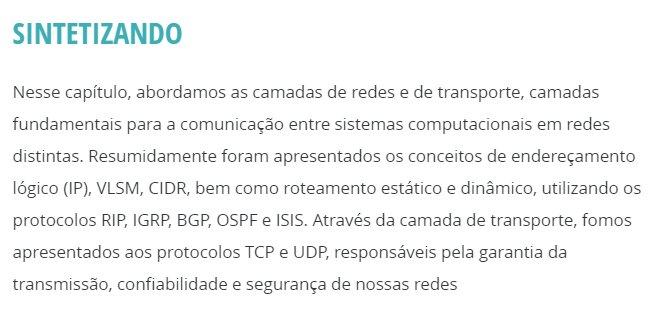 SINTETIZANDO
Nesse capítulo, abordamos as camadas de redes e de transporte, camadas
fundamentais para a comunicação entre sistemas computacionais em redes
distintas. Resumidamente foram apresentados os conceitos de endereçamento
lógico (IP), VLSM, CIDR, bem como roteamento estático e dinâmico, utilizando os
protocolos RIP, IGRP, BGP, OSPF e ISIS. Através da camada de transporte, fomos
apresentados aos protocolos TCP e UDP, responsáveis pela garantia da
transmissão, confiabilidade e segurança de nossas redes